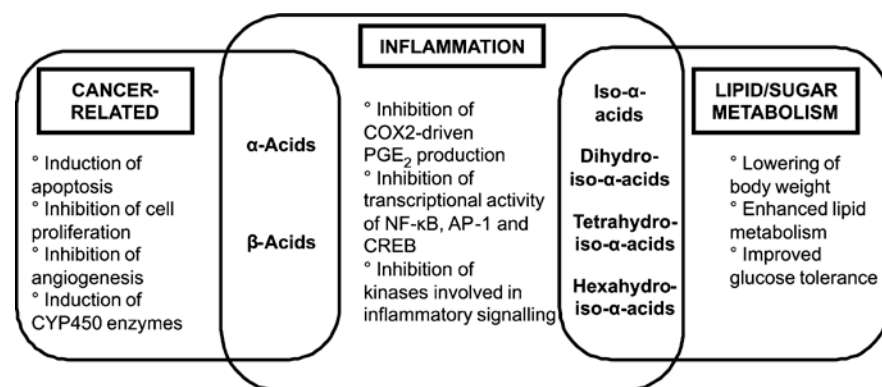 CANCER-
RELATED
° Induction of
apoptosis
° Inhibition of cell
proliferation
° Inhibition of
angiogenesis
° Induction of
CYP450 enzymes
α-Acids
β-Acids
INFLAMMATION
° Inhibition of
COX2-driven
PGE₂ production
° Inhibition of
transcriptional activity
of NF-κB, AP-1 and
CREB
° Inhibition of
kinases involved in
inflammatory signalling
Iso-α-
acids
Dihydro-
iso-α-acids
Tetrahydro-
iso-α-acids
Hexahydro-
iso-α-acids
LIPID/SUGAR
METABOLISM
° Lowering of
body weight
° Enhanced lipid
metabolism
° Improved
glucose tolerance